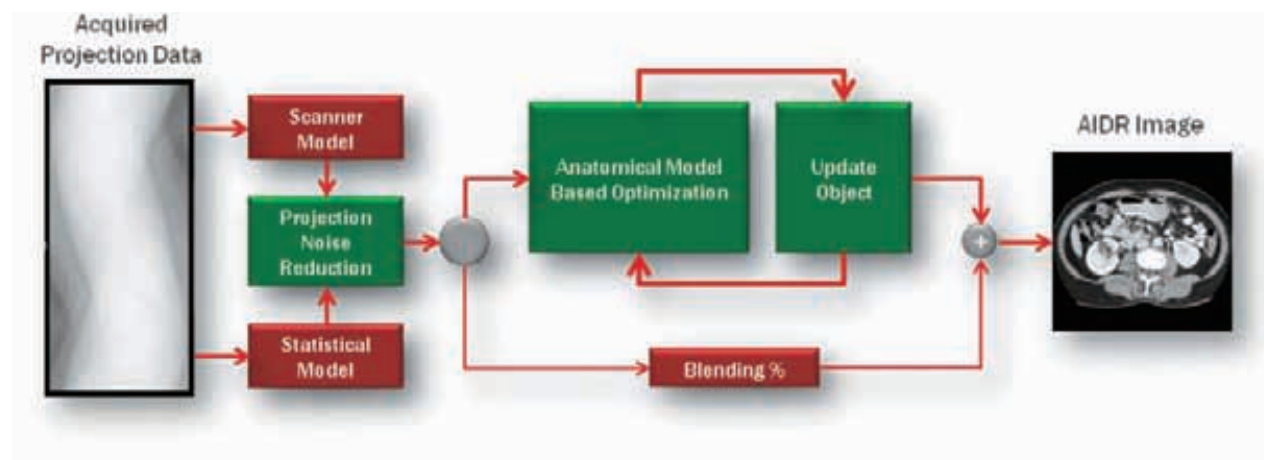 Acquired
Projection Data
Scanner
Model
Projection
Noise
Reduction
Statistical
Model
Anatomical Model
Based Optimization
Update
Object
Blending %
+
AIDR Image